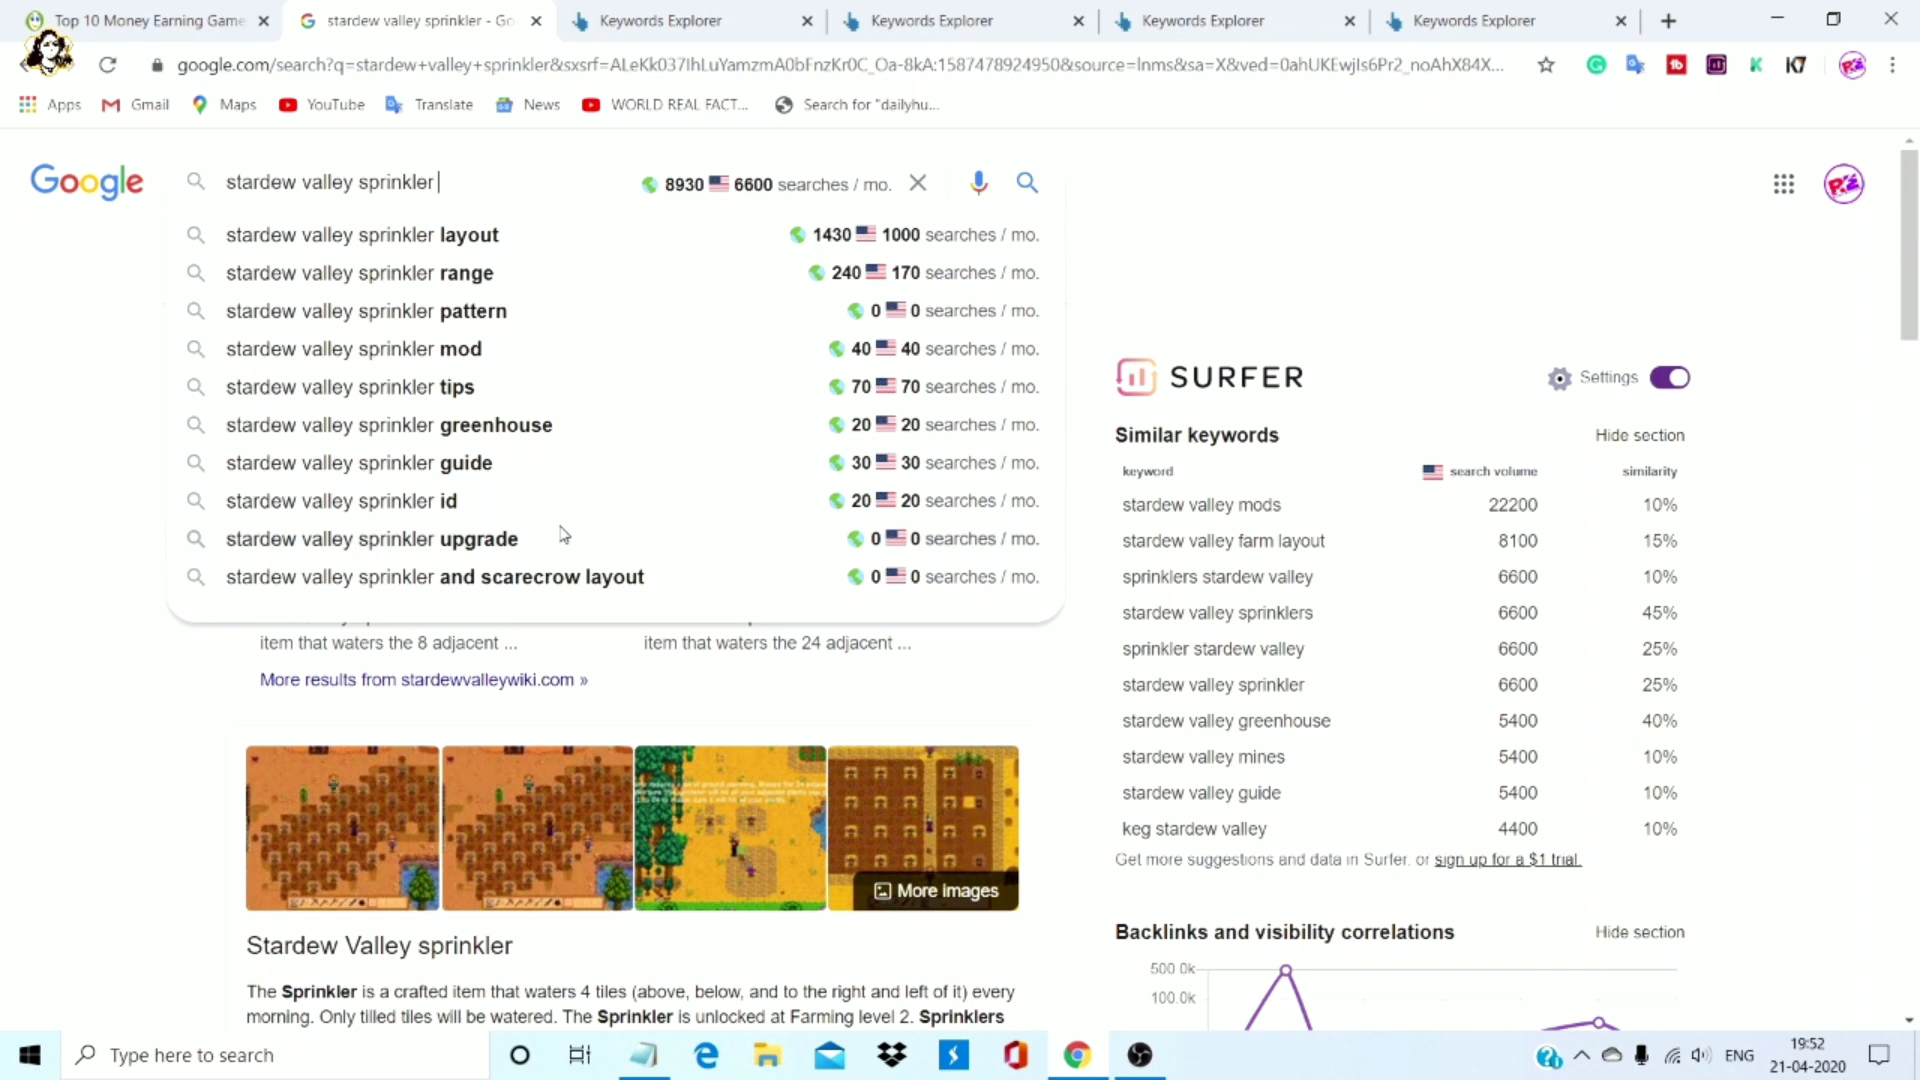 Top 10 Money Earning Game
stardew valley sprinkler - Go
Keywords Explorer
Keywords Explorer
Keywords Explorer
Keywords Explorer
google.com/search?q=stardew+valley+sprinkler&sxsrf=ALeKk037IhLuYamzmA0bFnzKr0C_Oa-8kA:1587478924950&source=lnms&sa=X&ved=0ahUKEwjIs6Pr2_noAhX84X...
Apps
Gmail
Maps
YouTube
Translate
News
WORLD REAL FACT...
Search for "dailyhu...
Google
stardew valley sprinkler
8930 6600 searches / mo.
stardew valley sprinkler layout 1430 1000 searches / mo.
stardew valley sprinkler range 240 170 searches / mo.
stardew valley sprinkler pattern 0 0 searches / mo.
stardew valley sprinkler mod 40 40 searches / mo.
stardew valley sprinkler tips 70 70 searches / mo.
stardew valley sprinkler greenhouse 20 20 searches / mo.
stardew valley sprinkler guide 30 30 searches / mo.
stardew valley sprinkler id 20 20 searches / mo.
stardew valley sprinkler upgrade 0 0 searches / mo.
stardew valley sprinkler and scarecrow layout 0 0 searches / mo.
item that waters the 8 adjacent ...
item that waters the 24 adjacent ...
More results from stardewvalleywiki.com »
More images
Stardew Valley sprinkler
The Sprinkler is a crafted item that waters 4 tiles (above, below, and to the right and left of it) every
morning. Only tilled tiles will be watered. The Sprinkler is unlocked at Farming level 2. Sprinklers
SURFER
Settings
Similar keywords
Hide section
keyword search volume similarity
stardew valley mods 22200 10%
stardew valley farm layout 8100 15%
sprinklers stardew valley 6600 10%
stardew valley sprinklers 6600 45%
sprinkler stardew valley 6600 25%
stardew valley sprinkler 6600 25%
stardew valley greenhouse 5400 40%
stardew valley mines 5400 10%
stardew valley guide 5400 10%
keg stardew valley 4400 10%
Get more suggestions and data in Surfer. or sign up for a $1 trial.
Backlinks and visibility correlations
Hide section
500.0k
100.0k
Type here to search
ENG
19:52
21-04-2020